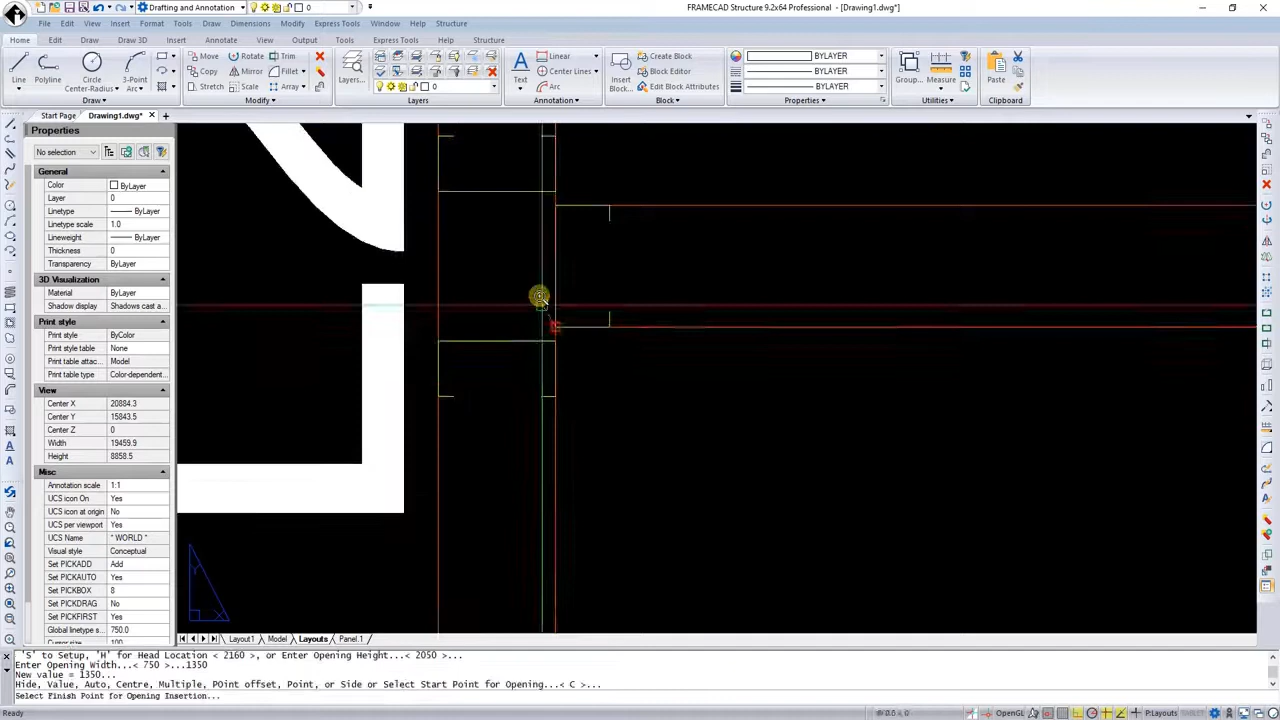 Drafting and Annotation
0
FRAMECAD Structure 9.2x64 Professional - [Drawing1.dwg*]
File Edit View Insert Format Tools Draw Dimensions Modify Express Tools Window Help Structure
Home Edit Draw Draw 3D Insert Annotate View Tools Output Express Tools Help Structure
Line Polyline Circle Center-Radius 3-Point Arc
Move Rotate Trim
Copy Mirror Fillet
Stretch Scale Array
Layers...
0
Text
Linear
Center Lines
Arc
Insert Block...
Create Block
Block Editor
Edit Block Attributes
BYLAYER
BYLAYER
BYLAYER
Group... Measure Paste
Draw Modify Layers Annotation Block Properties Utilities Clipboard
Start Page Drawing1.dwg*
Properties
No selection
General
Color ByLayer
Layer 0
Linetype ByLayer
Linetype scale 1.0
Lineweight ByLayer
Thickness 0
Transparency ByLayer
3D Visualization
Material ByLayer
Shadow display Shadows cast a...
Print style
Print style ByColor
Print style table None
Print table attac... Model
Print table type Color-dependent...
View
Center X 20884.3
Center Y 15843.5
Center Z 0
Width 19459.9
Height 8858.5
Misc
Annotation scale 1:1
UCS icon On Yes
UCS icon at origin No
UCS per viewport Yes
UCS Name " WORLD "
Visual style Conceptual
Set PICKADD Add
Set PICKAUTO Yes
Set PICKBOX 8
Set PICKDRAG No
Set PICKFIRST Yes
Global linetype s... 750.0
Y
X
Layout1 Model Layouts Panel.1
'S' to Setup, 'H' for Head Location < 2160 >, or Enter Opening Height...< 2050 >...
Enter Opening Width...< 750 >...1350
New value = 1350...
Hide, Value, Auto, Centre, Multiple, POint offset, Point, or Side or Select Start Point for Opening...< C >...
Select Finish Point for Opening Insertion...
OpenGL
P:Layouts
TABLET